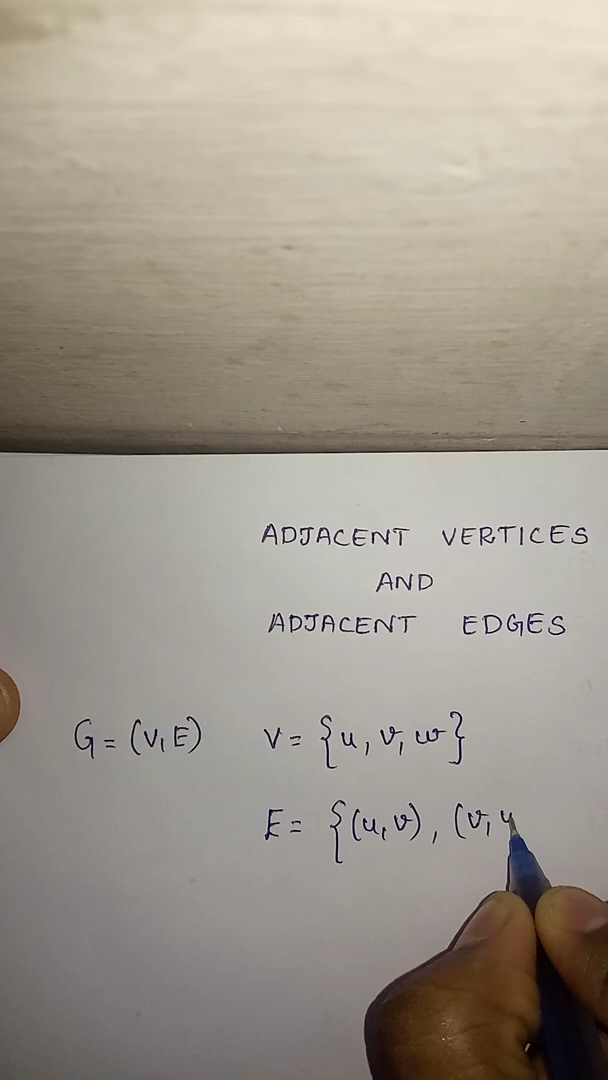 ADJACENT VERTICES
AND
ADJACENT EDGES
G = (V, E) V = {u, v, w}
E = {(u, v), (v,